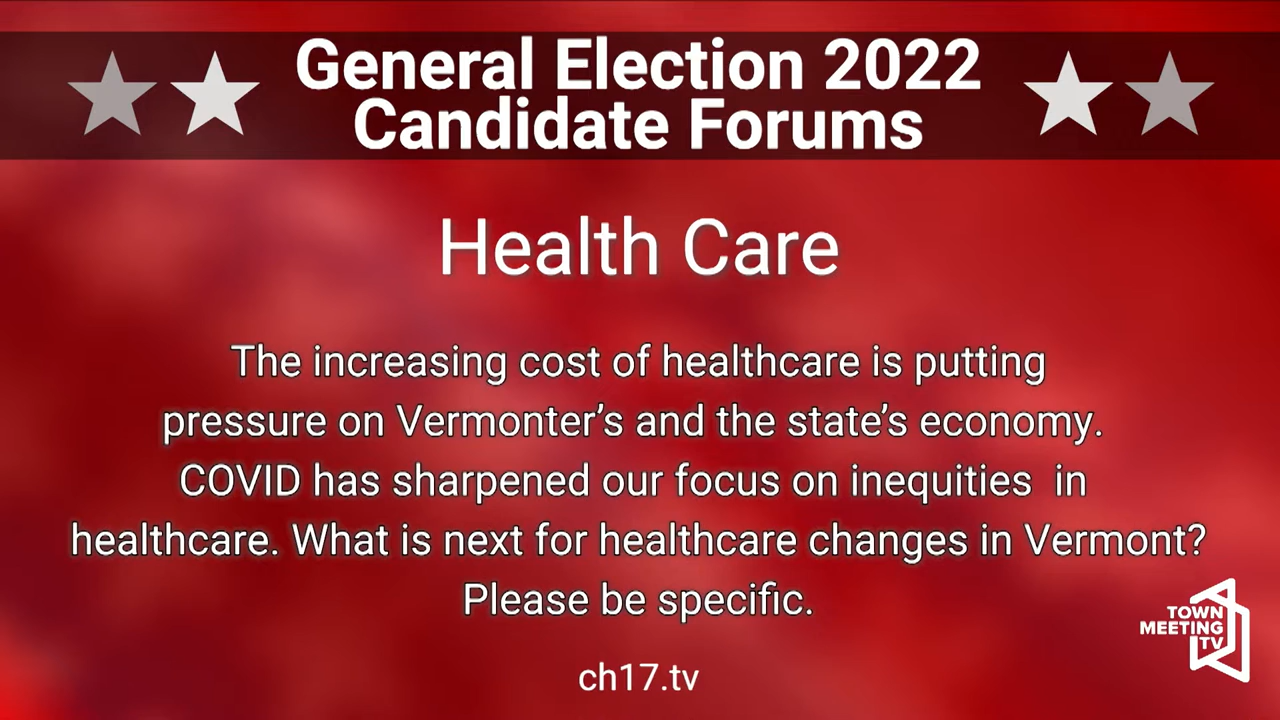 General Election 2022
Candidate Forums
Health Care
The increasing cost of healthcare is putting
pressure on Vermonter’s and the state’s economy.
COVID has sharpened our focus on inequities  in
healthcare. What is next for healthcare changes in Vermont?
Please be specific.
TOWN
MEETING
TV
ch17.tv